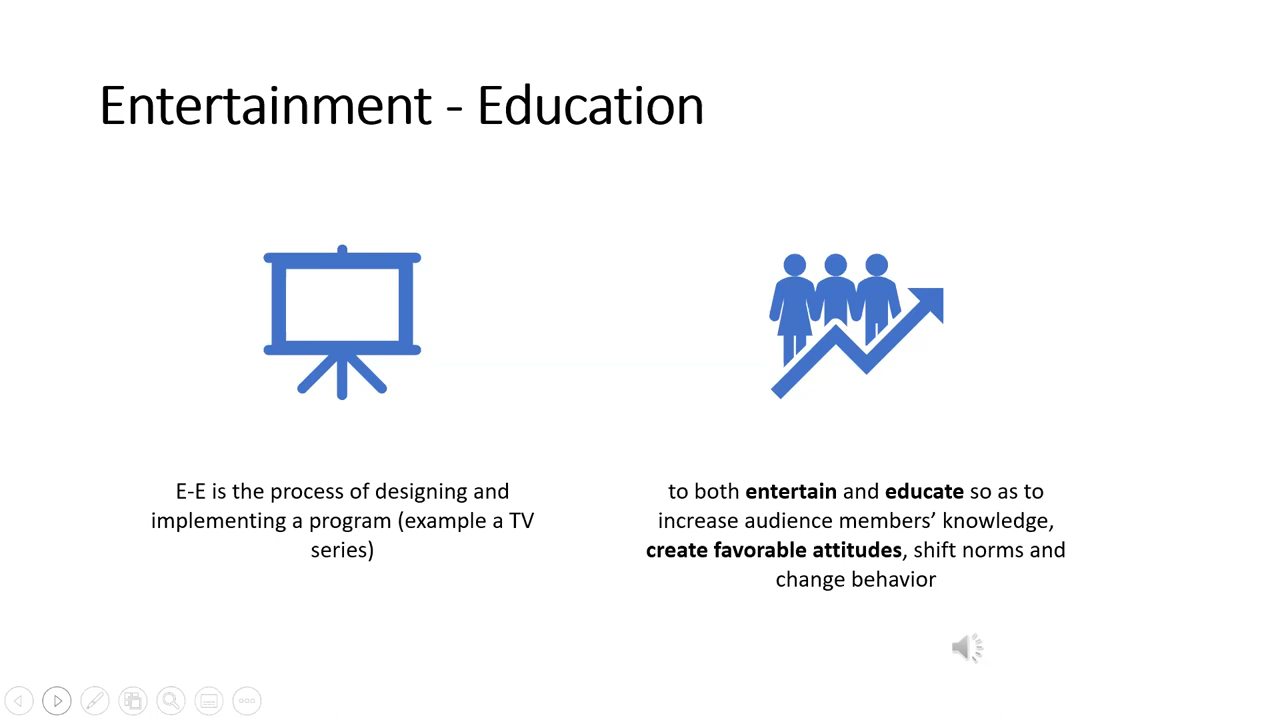 Entertainment - Education
E-E is the process of designing and
implementing a program (example a TV
series)
to both entertain and educate so as to
increase audience members’ knowledge,
create favorable attitudes, shift norms and
change behavior